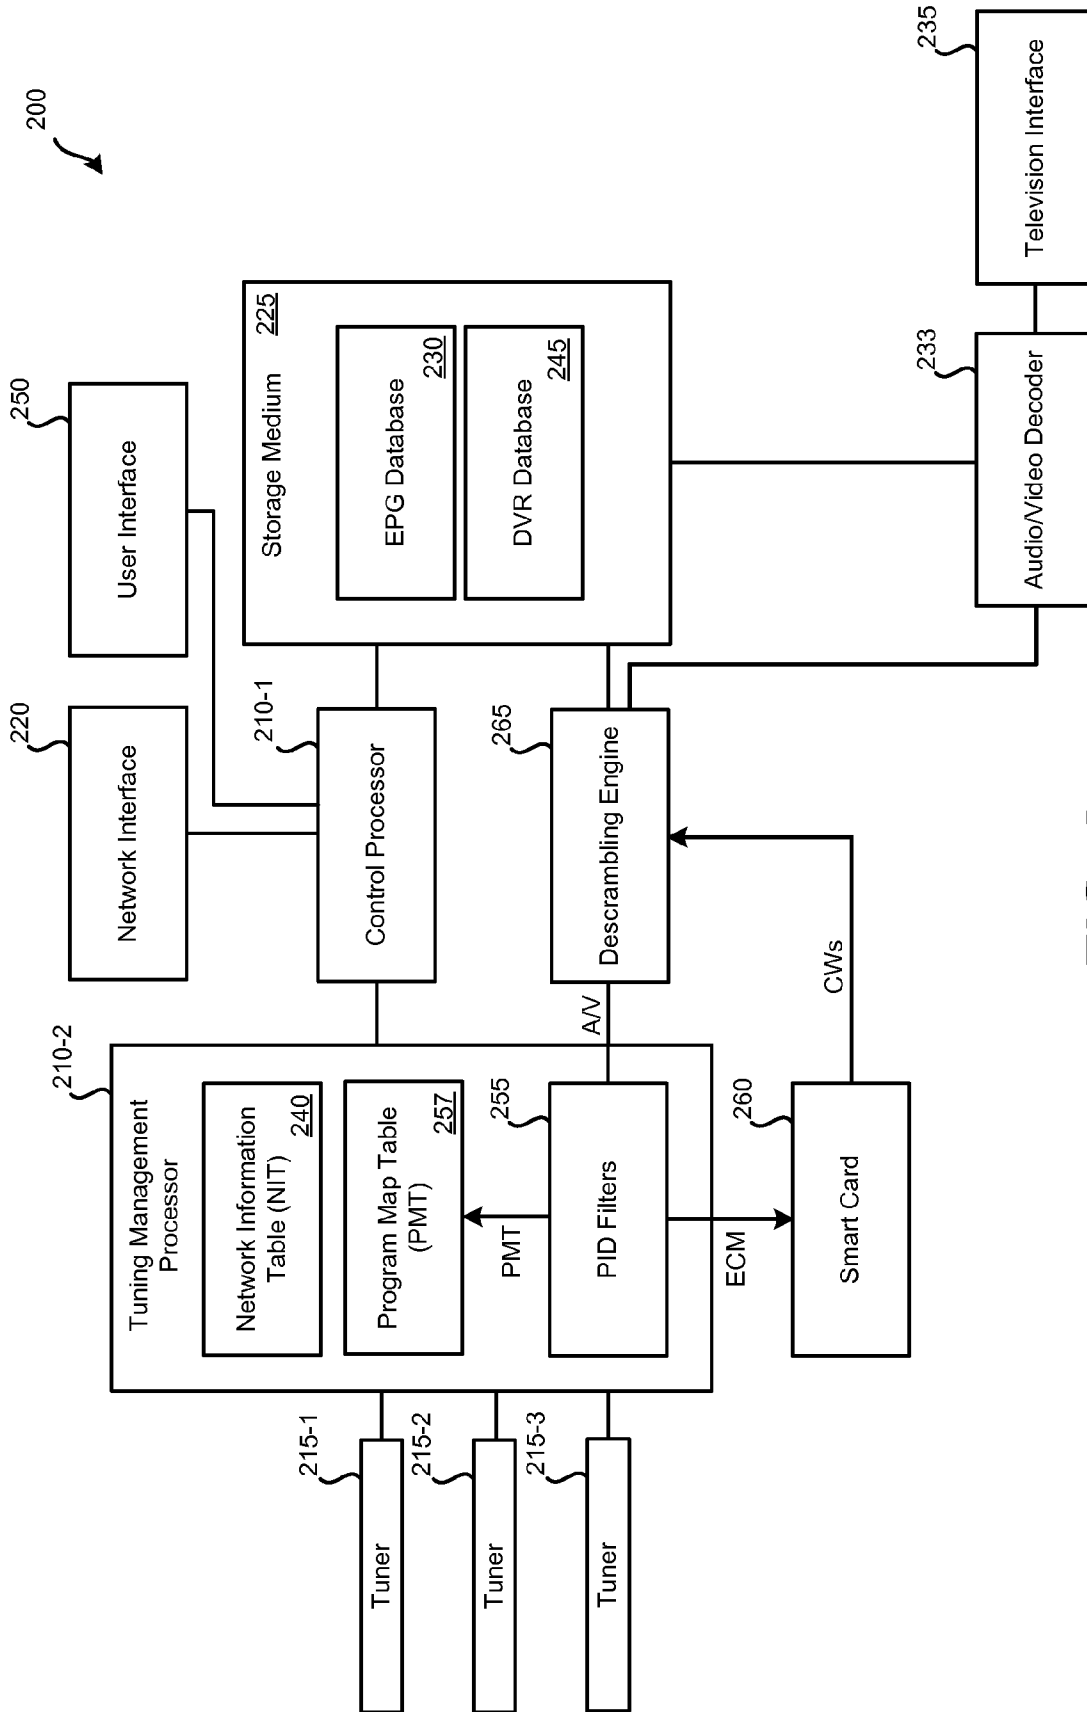 200
210-2
Tuning Management
Processor
Network Information
Table (NIT)
240
Program Map Table
(PMT)
257
PMT
255
PID Filters
ECM
A/V
215-1
Tuner
215-2
Tuner
215-3
Tuner
260
Smart Card
CWs
220
Network Interface
250
User Interface
210-1
Control Processor
265
Descrambling Engine
Storage Medium
225
EPG Database
230
DVR Database
245
233
Audio/Video Decoder
235
Television Interface